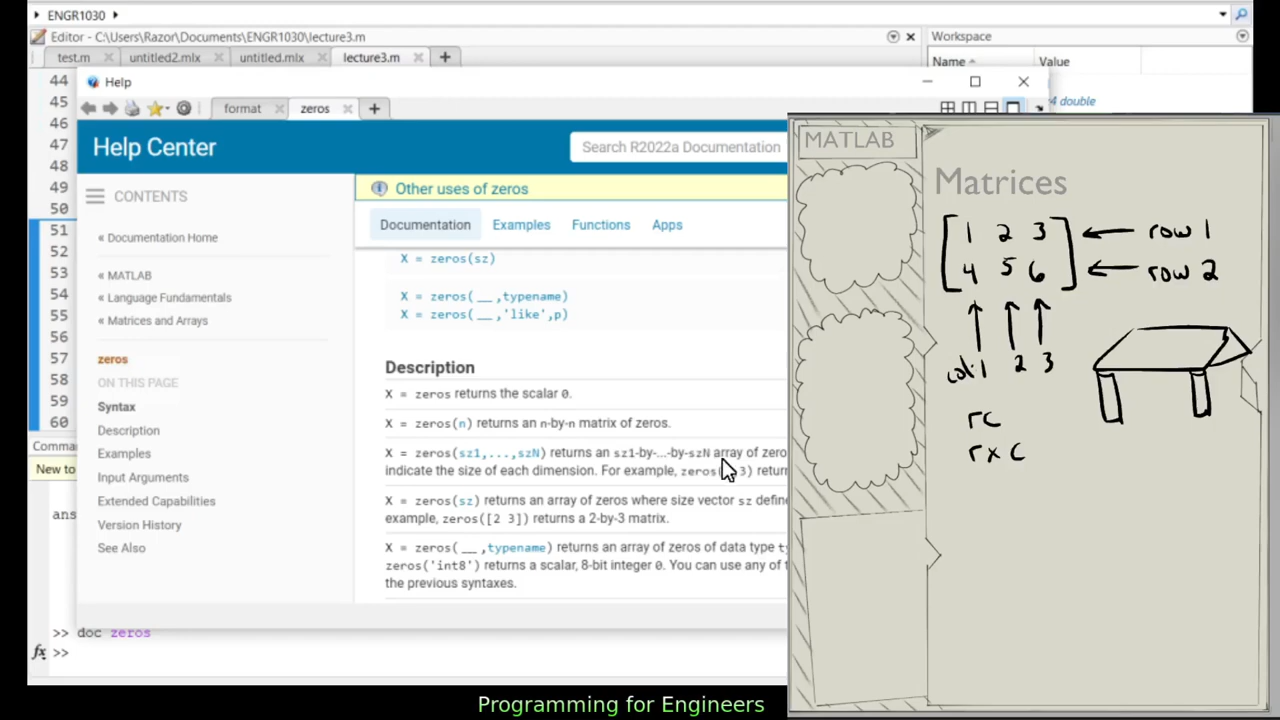 ENGR1030
Editor - C:\Users\Razor\Documents\ENGR1030\lecture3.m
Workspace
test.m
untitled2.mlx
untitled.mlx
lecture3.m
Name
Value
44
Help
45
4 double
46
format
zeros
47
Help Center
Search R2022a Documentation
48
49
CONTENTS
Other uses of zeros
50
51
Documentation
Examples
Functions
Apps
52
« Documentation Home
X = zeros(sz)
53
« MATLAB
54
« Language Fundamentals
X = zeros(__,typename)
55
« Matrices and Arrays
X = zeros(__,'like',p)
56
57
zeros
Description
58
ON THIS PAGE
X = zeros returns the scalar 0.
59
Syntax
60
Description
X = zeros(n) returns an n-by-n matrix of zeros.
Examples
X = zeros(sz1,...,szN) returns an sz1-by-...-by-szN array of zero
Input Arguments
indicate the size of each dimension. For example, zeros( 3) retur
Extended Capabilities
X = zeros(sz) returns an array of zeros where size vector sz define
Version History
example, zeros([2 3]) returns a 2-by-3 matrix.
See Also
X = zeros(__,typename) returns an array of zeros of data type ty
zeros('int8') returns a scalar, 8-bit integer 0. You can use any of
the previous syntaxes.
Comma
New to
ans
>> doc zeros
fx >>
MATLAB
Matrices
1 2 3 row 1
4 5 6 row 2
col: 1 2 3
rc
r x c
Programming for Engineers